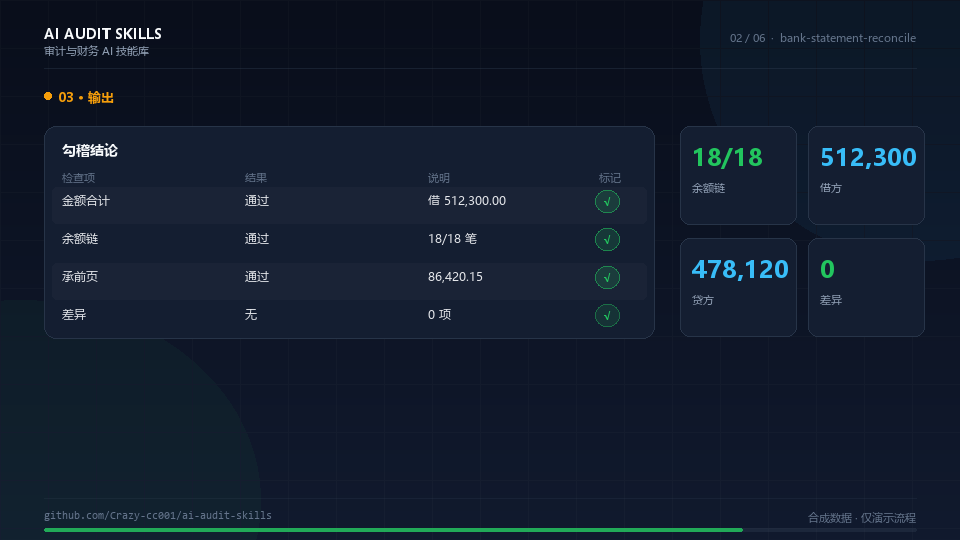 AI AUDIT SKILLS
审计与财务 AI 技能库
02 / 06 · bank-statement-reconcile
03 • 输出
勾稽结论
检查项 结果 说明 标记
金额合计 通过 借 512,300.00 √
余额链 通过 18/18 笔 √
承前页 通过 86,420.15 √
差异 无 0 项 √
18/18
余额链
512,300
借方
478,120
贷方
0
差异
github.com/Crazy-cc001/ai-audit-skills
合成数据 · 仅演示流程